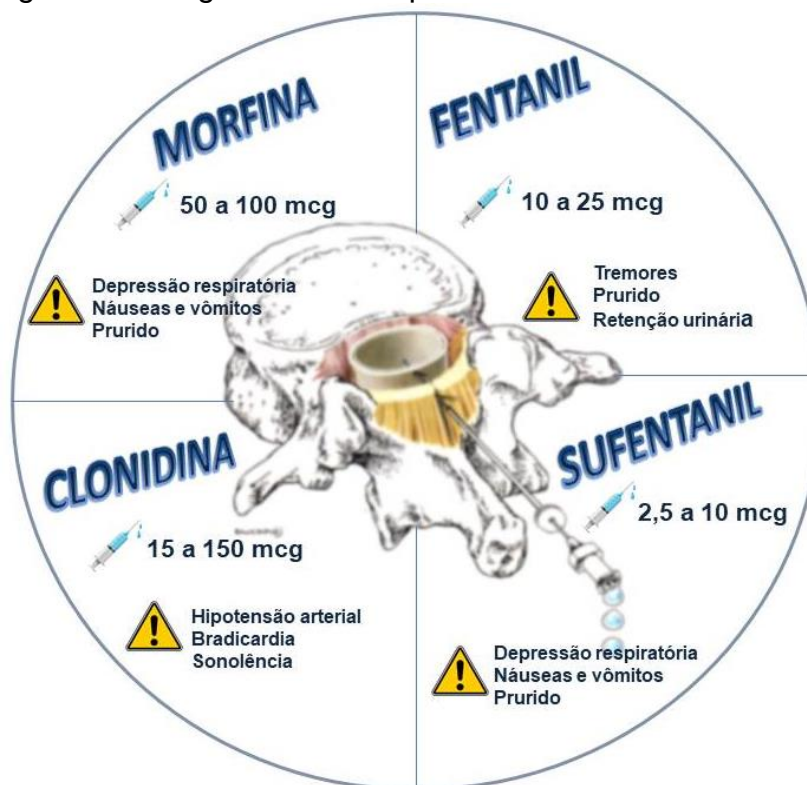 MORFINA
50 a 100 mcg
Depressão respiratória
Náuseas e vômitos
Prurido
FENTANIL
10 a 25 mcg
Tremores
Prurido
Retenção urinária
CLONIDINA
15 a 150 mcg
Hipotensão arterial
Bradicardia
Sonolência
SUFENTANIL
2,5 a 10 mcg
Depressão respiratória
Náuseas e vômitos
Prurido